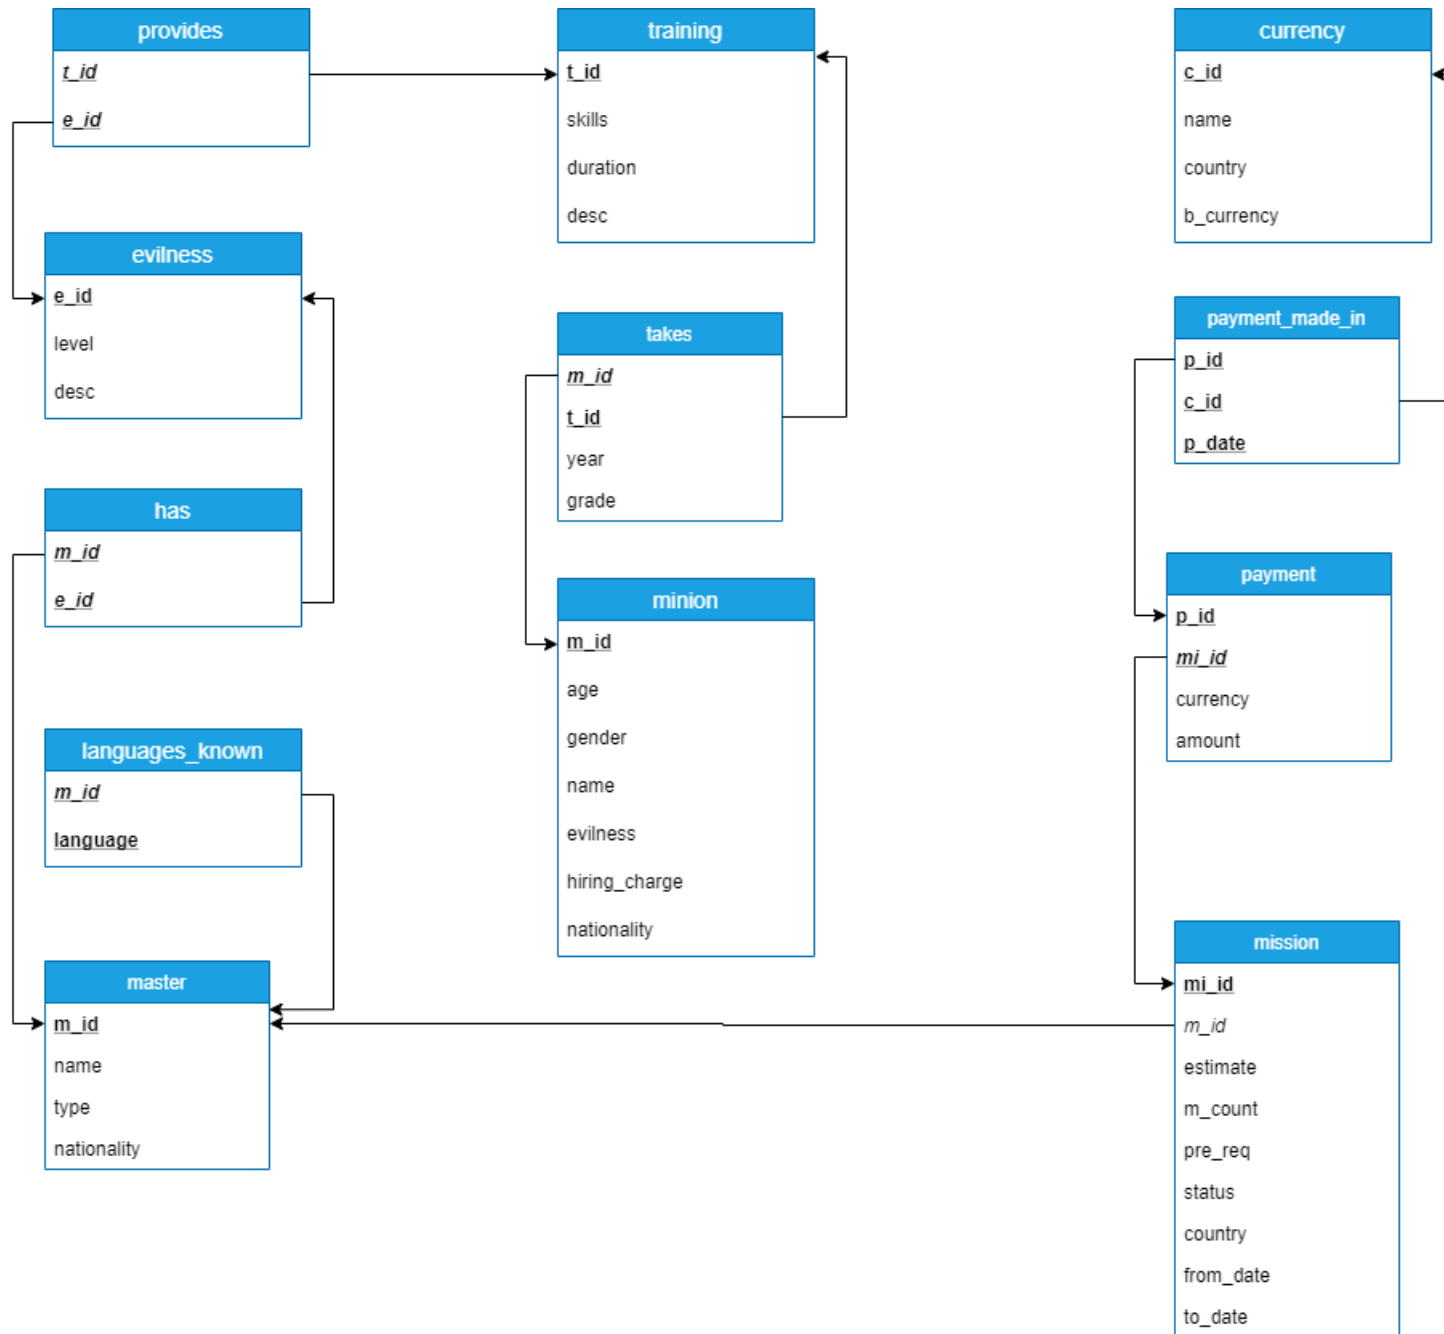 provides
t_id
e_id
evilness
e_id
level
desc
has
m_id
e_id
languages_known
m_id
language
master
m_id
name
type
nationality
training
t_id
skills
duration
desc
takes
m_id
t_id
year
grade
minion
m_id
age
gender
name
evilness
hiring_charge
nationality
currency
c_id
name
country
b_currency
payment_made_in
p_id
c_id
p_date
payment
p_id
mi_id
currency
amount
mission
mi_id
m_id
estimate
m_count
pre_req
status
country
from_date
to_date